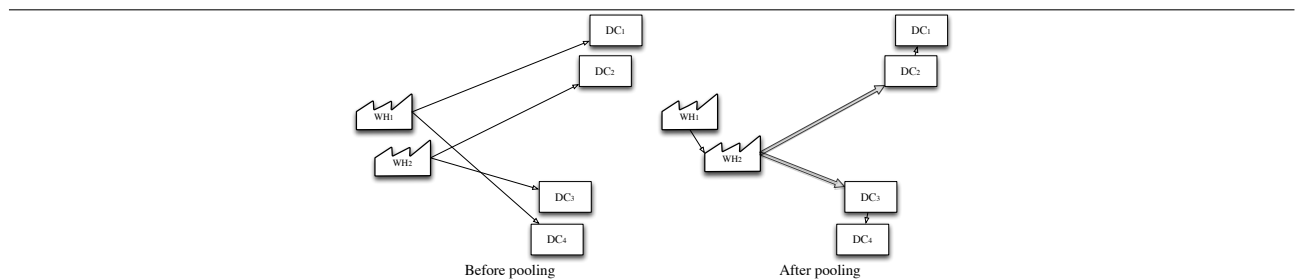 DC1
DC2
WH1
WH2
DC3
DC4
Before pooling
DC1
DC2
WH1
WH2
DC3
DC4
After pooling